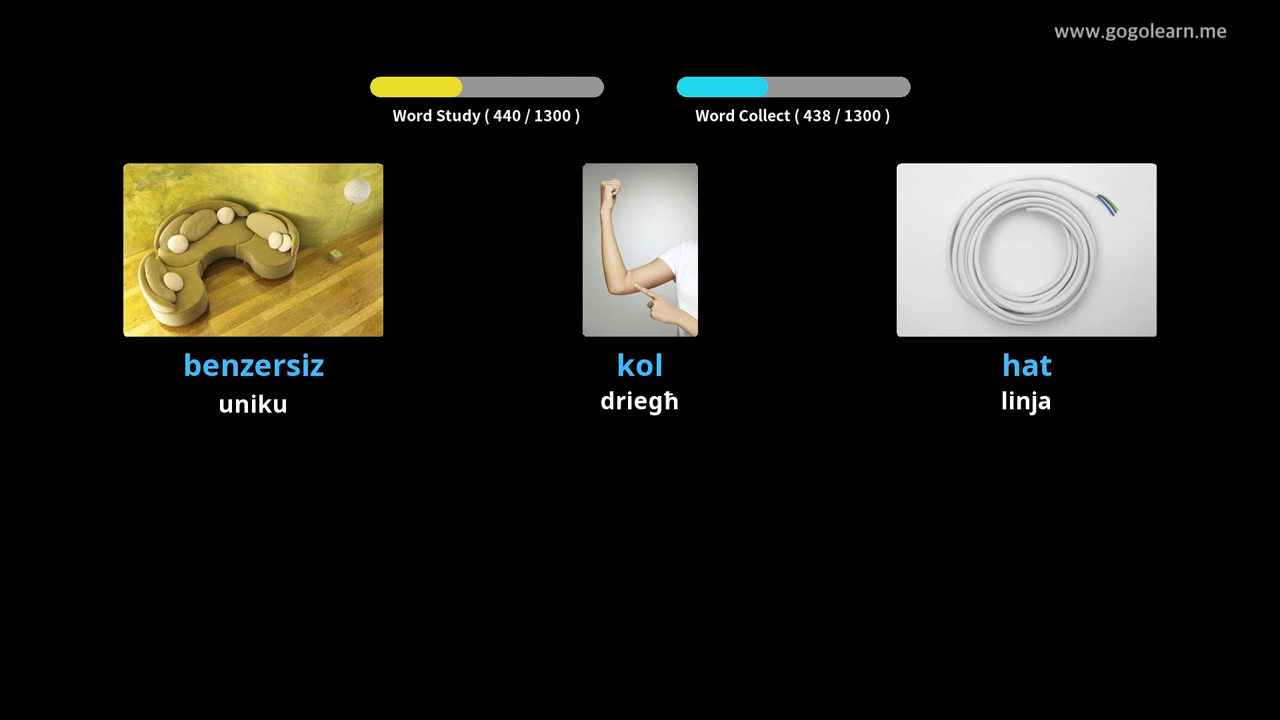 www.gogolearn.me
Word Study ( 440 / 1300 )
Word Collect ( 438 / 1300 )
benzersiz
uniku
kol
driegħ
hat
linja